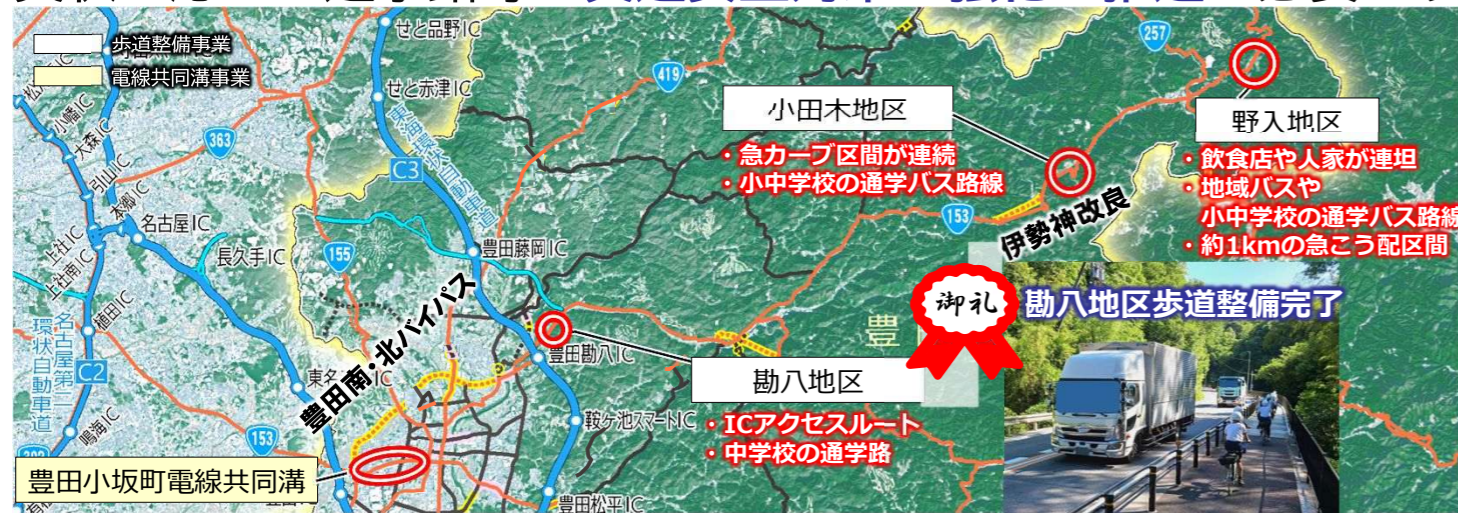 歩道整備事業
電線共同溝事業
せと品野IC
せと赤津IC
東海環状自動車道
C3
419
363
257
小幡IC
大森IC
引山IC
本郷IC
上社IC
上社南IC
名古屋IC
長久手IC
植田IC
155
豊田藤岡IC
小田木地区
・急カーブ区間が連続
・小中学校の通学バス路線
野入地区
・飲食店や人家が連坦
・地域バスや
小中学校の通学バス路線
・約1kmの急こう配区間
153
伊勢神改良
御礼
勘八地区歩道整備完了
豊
豊田南・北バイパス
豊田勘八IC
勘八地区
・ICアクセスルート
・中学校の通学路
名古屋第二環状自動車道
C2
鳴海IC
鞍ケ池スマートIC
153
豊田小坂町電線共同溝
豊田松平IC